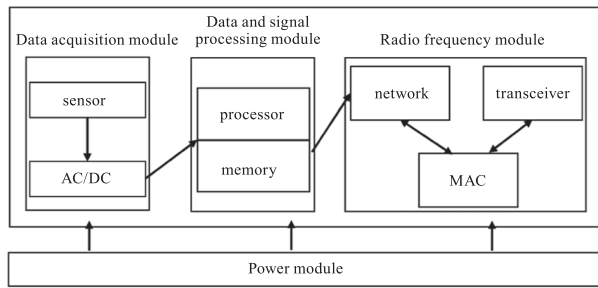 Data acquisition module
Data and signal
processing module
Radio frequency module
sensor
AC/DC
processor
memory
network
transceiver
MAC
Power module